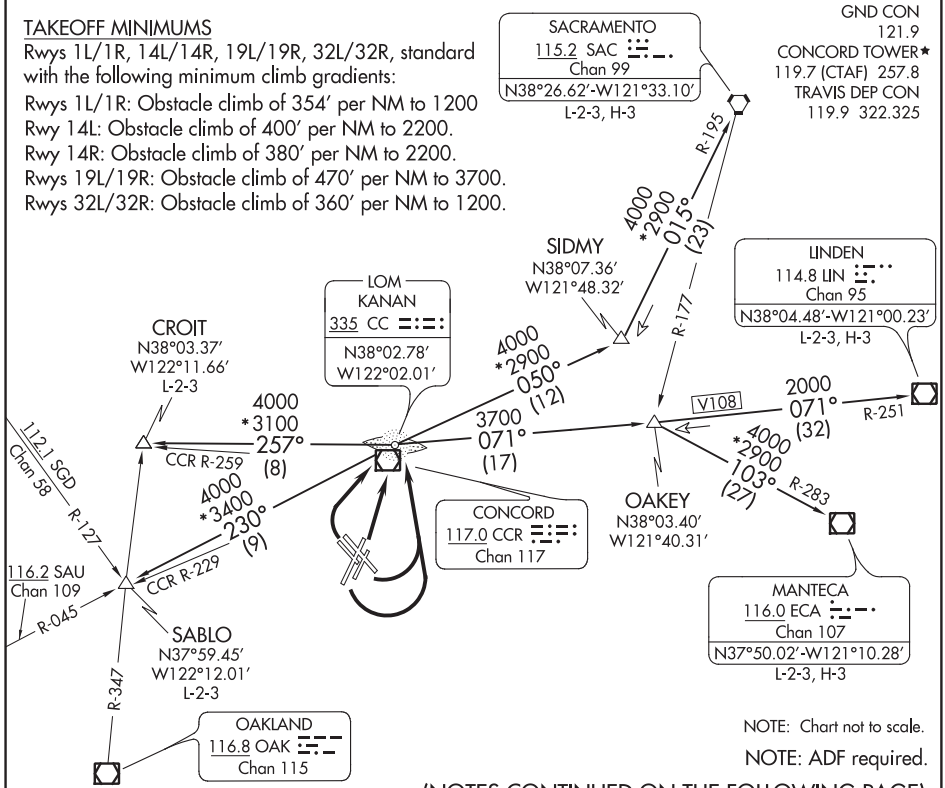 TAKEOFF MINIMUMS
Rwys 1L/1R, 14L/14R, 19L/19R, 32L/32R, standard
with the following minimum climb gradients:
Rwys 1L/1R: Obstacle climb of 354' per NM to 1200
Rwy 14L: Obstacle climb of 400' per NM to 2200.
Rwy 14R: Obstacle climb of 380' per NM to 2200.
Rwys 19L/19R: Obstacle climb of 470' per NM to 3700.
Rwys 32L/32R: Obstacle climb of 360' per NM to 1200.
SACRAMENTO
115.2 SAC
Chan 99
N38°26.62'-W121°33.10'
L-2-3, H-3
GND CON
121.9
CONCORD TOWER★
119.7 (CTAF) 257.8
TRAVIS DEP CON
119.9 322.325
R-195
4000
*2900
015°
(23)
SIDMY
N38°07.36'
W121°48.32'
R-177
LINDEN
114.8 LIN
Chan 95
N38°04.48'-W121°00.23'
L-2-3, H-3
LOM
KANAN
335 CC
N38°02.78'
W122°02.01'
CROIT
N38°03.37'
W122°11.66'
L-2-3
4000
*2900
050°
(12)
4000
*3100
257°
(8)
CCR R-259
3700
071°
(17)
V108
2000
071°
(32)
R-251
4000
*2900
103°
(27)
R-283
OAKEY
N38°03.40'
W121°40.31'
112.1 SGD
Chan 58
R-127
4000
*3400
230°
(9)
CCR R-229
CONCORD
117.0 CCR
Chan 117
116.2 SAU
Chan 109
R-045
SABLO
N37°59.45'
W122°12.01'
L-2-3
MANTECA
116.0 ECA
Chan 107
N37°50.02'-W121°10.28'
L-2-3, H-3
R-347
OAKLAND
116.8 OAK
Chan 115
NOTE: Chart not to scale.
NOTE: ADF required.
(NOTES CONTINUED ON THE FOLLOWING PAGE)